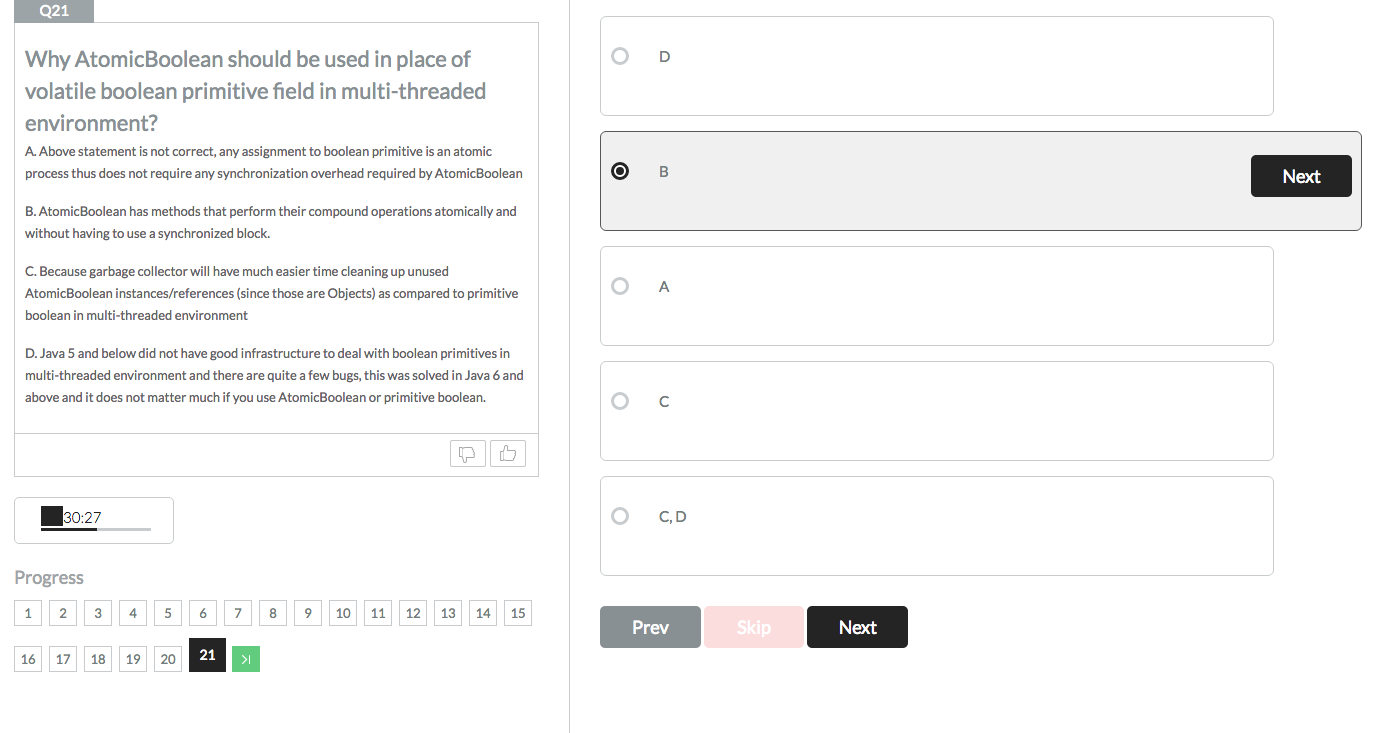 Q21
Why AtomicBoolean should be used in place of
volatile boolean primitive field in multi-threaded
environment?
A. Above statement is not correct, any assignment to boolean primitive is an atomic
process thus does not require any synchronization overhead required by AtomicBoolean
B. AtomicBoolean has methods that perform their compound operations atomically and
without having to use a synchronized block.
C. Because garbage collector will have much easier time cleaning up unused
AtomicBoolean instances/references (since those are Objects) as compared to primitive
boolean in multi-threaded environment
D. Java 5 and below did not have good infrastructure to deal with boolean primitives in
multi-threaded environment and there are quite a few bugs, this was solved in Java 6 and
above and it does not matter much if you use AtomicBoolean or primitive boolean.
30:27
Progress
1 2 3 4 5 6 7 8 9 10 11 12 13 14 15
16 17 18 19 20 21
D
B
Next
A
C
C, D
Prev Skip Next